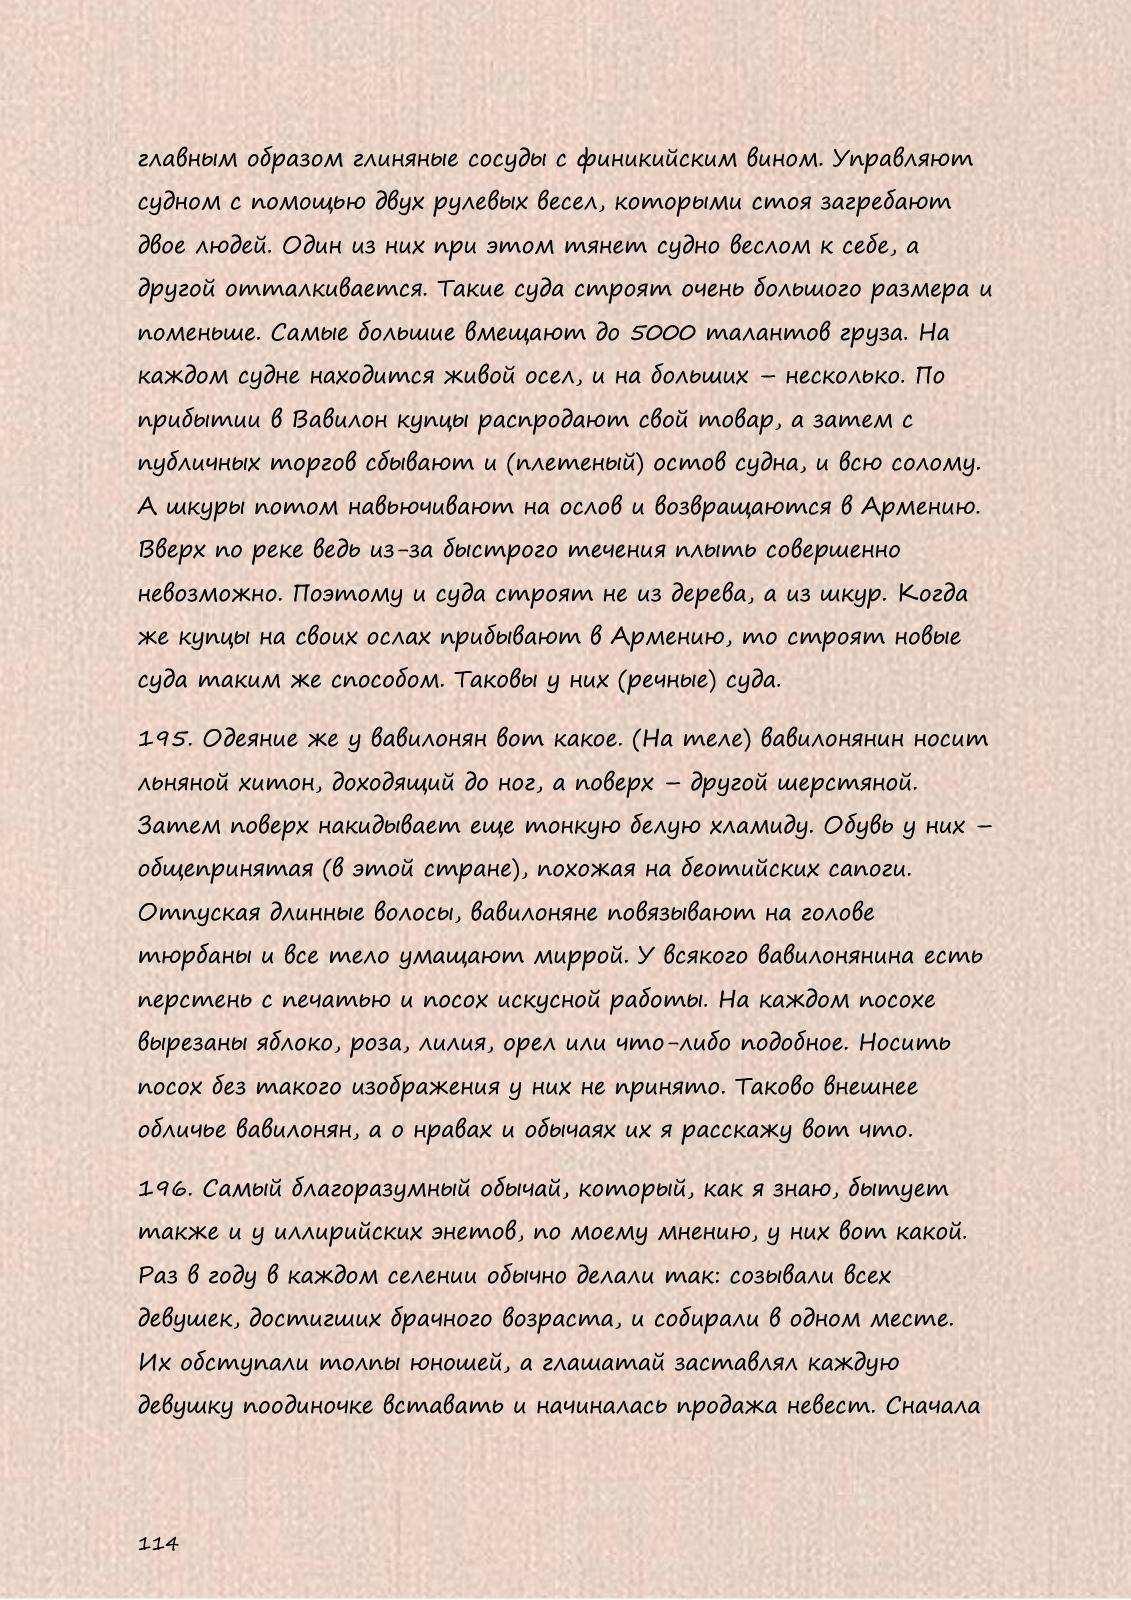 главным образом глиняные сосуды с финикийским вином. Управляют
судном с помощью двух рулевых весел, которыми стоя загребают
двое людей. Один из них при этом тянет судно веслом к себе, а
другой отталкивается. Такие суда строят очень большого размера и
поменьше. Самые большие вмещают до 5000 талантов груза. На
каждом судне находится живой осел, и на больших – несколько. По
прибытии в Вавилон купцы распродают свой товар, а затем с
публичных торгов сбывают и (плетеный) остов судна, и всю солому.
А шкуры потом навьючивают на ослов и возвращаются в Армению.
Вверх по реке ведь из-за быстрого течения плыть совершенно
невозможно. Поэтому и суда строят не из дерева, а из шкур. Когда
же купцы на своих ослах прибывают в Армению, то строят новые
суда таким же способом. Таковы у них (речные) суда.
195. Одеяние же у вавилонян вот какое. (На теле) вавилонянин носит
льняной хитон, доходящий до ног, а поверх – другой шерстяной.
Затем поверх накидывает еще тонкую белую хламиду. Обувь у них –
общепринятая (в этой стране), похожая на беотийских сапоги.
Отпуская длинные волосы, вавилоняне повязывают на голове
тюрбаны и все тело умащают миррой. У всякого вавилонянина есть
перстень с печатью и посох искусной работы. На каждом посохе
вырезаны яблоко, роза, лилия, орел или что-либо подобное. Носить
посох без такого изображения у них не принято. Таково внешнее
обличье вавилонян, а о нравах и обычаях их я расскажу вот что.
196. Самый благоразумный обычай, который, как я знаю, бытует
также и у иллирийских энетов, по моему мнению, у них вот какой.
Раз в году в каждом селении обычно делали так: созывали всех
девушек, достигших брачного возраста, и собирали в одном месте.
Их обступали толпы юношей, а глашатай заставлял каждую
девушку поодиночке вставать и начиналась продажа невест. Сначала
114